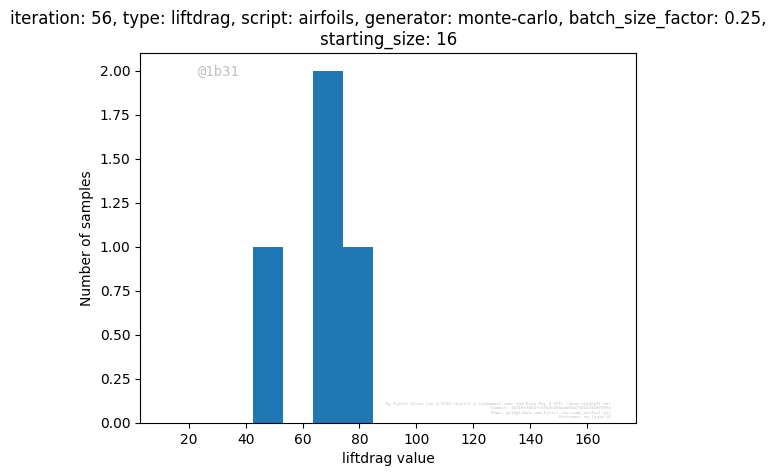 iteration: 56, type: liftdrag, script: airfoils, generator: monte-carlo, batch_size_factor: 0.25,
starting_size: 16
@1b31
2.00
1.75
1.50
1.25
1.00
0.75
0.50
0.25
0.00
Number of samples
20 40 60 80 100 120 140 160
liftdrag value